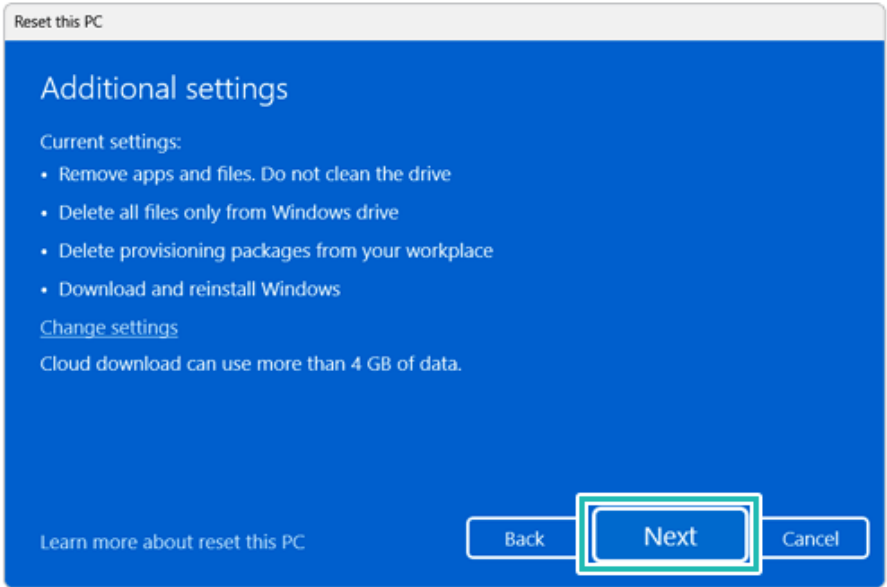 Reset this PC
Additional settings
Current settings:
• Remove apps and files. Do not clean the drive
• Delete all files only from Windows drive
• Delete provisioning packages from your workplace
• Download and reinstall Windows
Change settings
Cloud download can use more than 4 GB of data.
Learn more about reset this PC
Back
Next
Cancel